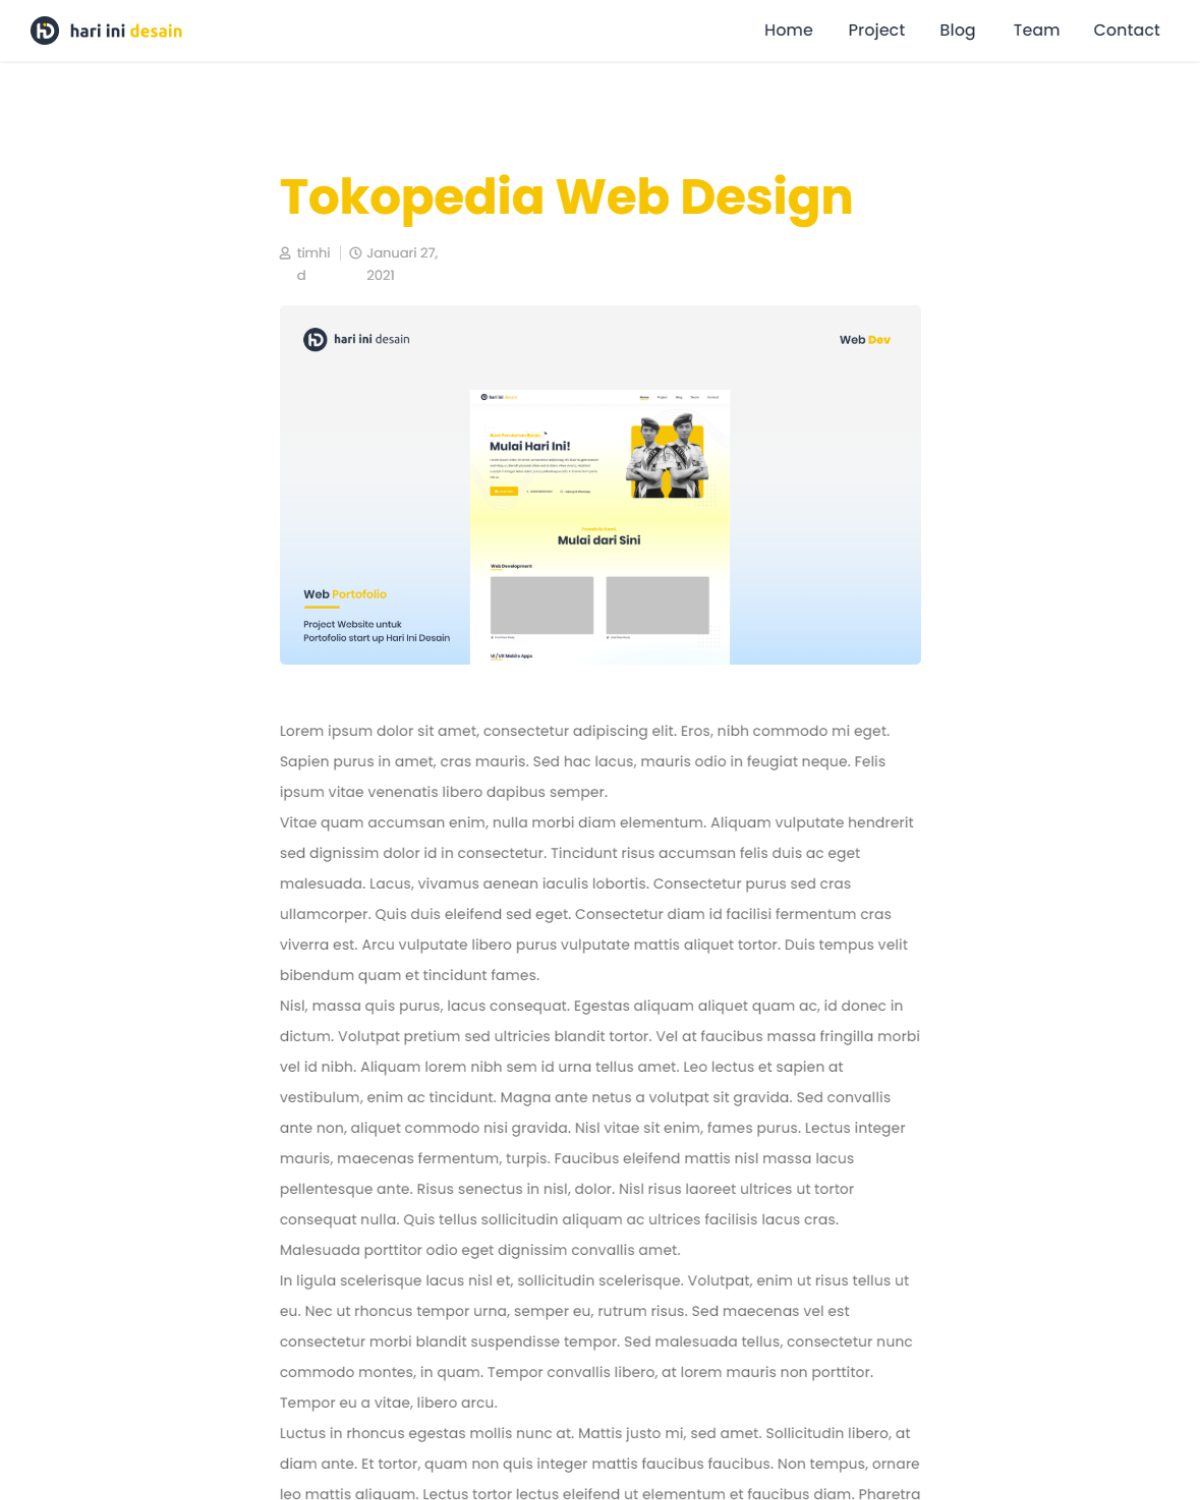 hari ini desain
Home Project Blog Team Contact
Tokopedia Web Design
timhi
d
Januari 27,
2021
hari ini desain
Web Dev
hari ini desain
Home Project Blog Team Contact
Mulai Hari Ini!
Mulai dari Sini
Web Development
UI/UX Mobile Apps
Web Portofolio
Project Website untuk
Portofolio start up Hari Ini Desain
Lorem ipsum dolor sit amet, consectetur adipiscing elit. Eros, nibh commodo mi eget.
Sapien purus in amet, cras mauris. Sed hac lacus, mauris odio in feugiat neque. Felis
ipsum vitae venenatis libero dapibus semper.
Vitae quam accumsan enim, nulla morbi diam elementum. Aliquam vulputate hendrerit
sed dignissim dolor id in consectetur. Tincidunt risus accumsan felis duis ac eget
malesuada. Lacus, vivamus aenean iaculis lobortis. Consectetur purus sed cras
ullamcorper. Quis duis eleifend sed eget. Consectetur diam id facilisi fermentum cras
viverra est. Arcu vulputate libero purus vulputate mattis aliquet tortor. Duis tempus velit
bibendum quam et tincidunt fames.
Nisl, massa quis purus, lacus consequat. Egestas aliquam aliquet quam ac, id donec in
dictum. Volutpat pretium sed ultricies blandit tortor. Vel at faucibus massa fringilla morbi
vel id nibh. Aliquam lorem nibh sem id urna tellus amet. Leo lectus et sapien at
vestibulum, enim ac tincidunt. Magna ante netus a volutpat sit gravida. Sed convallis
ante non, aliquet commodo nisi gravida. Nisl vitae sit enim, fames purus. Lectus integer
mauris, maecenas fermentum, turpis. Faucibus eleifend mattis nisl massa lacus
pellentesque ante. Risus senectus in nisl, dolor. Nisl risus laoreet ultrices ut tortor
consequat nulla. Quis tellus sollicitudin aliquam ac ultrices facilisis lacus cras.
Malesuada porttitor odio eget dignissim convallis amet.
In ligula scelerisque lacus nisl et, sollicitudin scelerisque. Volutpat, enim ut risus tellus ut
eu. Nec ut rhoncus tempor urna, semper eu, rutrum risus. Sed maecenas vel est
consectetur morbi blandit suspendisse tempor. Sed malesuada tellus, consectetur nunc
commodo montes, in quam. Tempor convallis libero, at lorem mauris non porttitor.
Tempor eu a vitae, libero arcu.
Luctus in rhoncus egestas mollis nunc at. Mattis justo mi, sed amet. Sollicitudin libero, at
diam ante. Et tortor, quam non quis integer mattis faucibus faucibus. Non tempus, ornare
leo mattis aliquam. Lectus tortor lectus eleifend ut elementum et faucibus diam. Pharetra